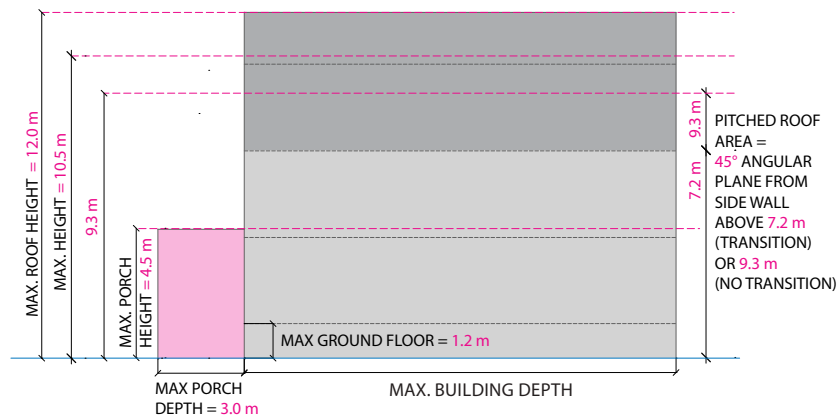 MAX. ROOF HEIGHT = 12.0 m
MAX. HEIGHT = 10.5 m
9.3 m
MAX. PORCH
HEIGHT = 4.5 m
MAX GROUND FLOOR = 1.2 m
MAX PORCH
DEPTH = 3.0 m
MAX. BUILDING DEPTH
9.3 m
7.2 m
PITCHED ROOF
AREA =
45° ANGULAR
PLANE FROM
SIDE WALL
ABOVE 7.2 m
(TRANSITION)
OR 9.3 m
(NO TRANSITION)